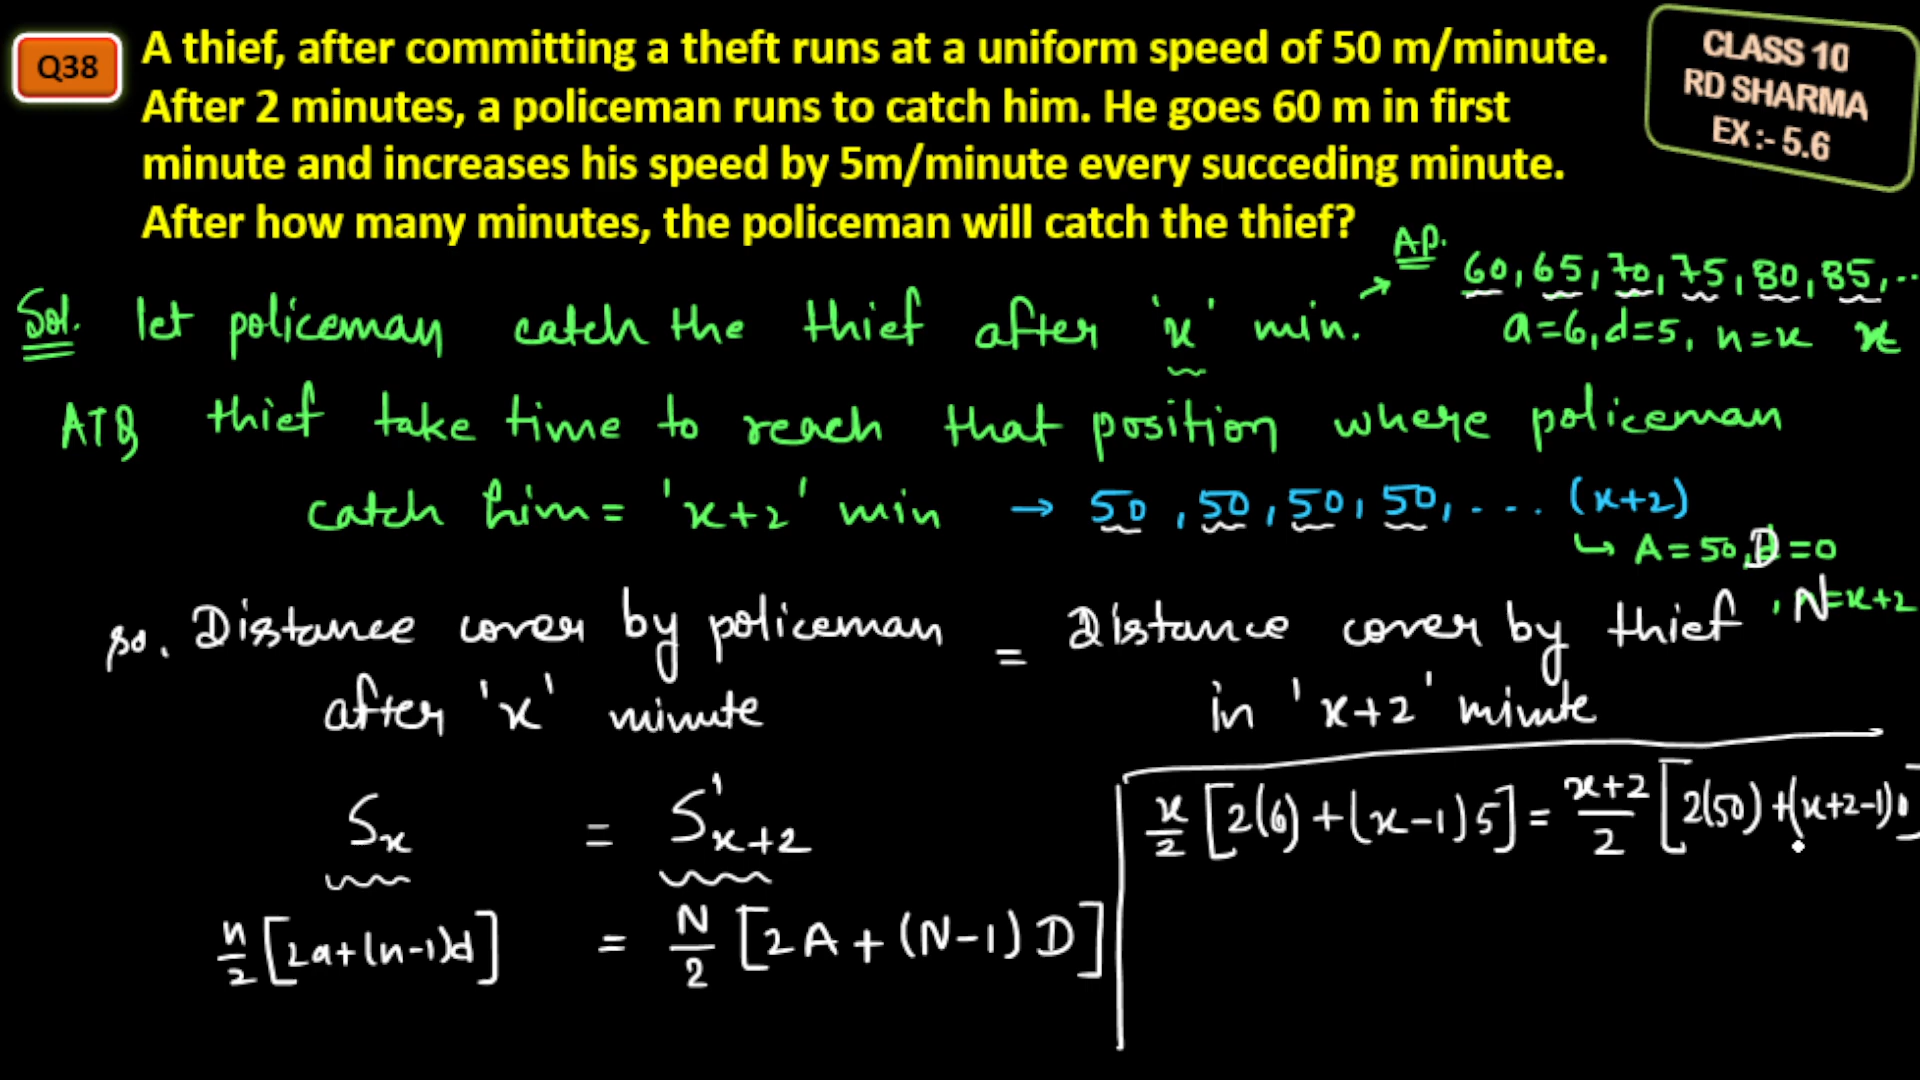 Q38
A thief, after committing a theft runs at a uniform speed of 50 m/minute.
After 2 minutes, a policeman runs to catch him. He goes 60 m in first
minute and increases his speed by 5m/minute every succeding minute.
After how many minutes, the policeman will catch the thief?
CLASS 10
RD SHARMA
EX :- 5.6
Sol. let policeman catch the thief after 'x' min. →
A.P. 60, 65, 70, 75, 80, 85, ..
a=6, d=5, n=x x
ATQ thief take time to reach that position where policeman
catch him = 'x+2' min → 50, 50, 50, 50, .... (x+2)
↳ A=50, D=0
, N=x+2
so. Distance cover by policeman = Distance cover by thief
after 'x' minute in 'x+2' minute
Sx = S'x+2
n/2 [2a+(n-1)d] = N/2 [2A+(N-1)D]
x/2 [2(6)+(x-1)5] = x+2/2 [2(50)+(x+2-1)0]